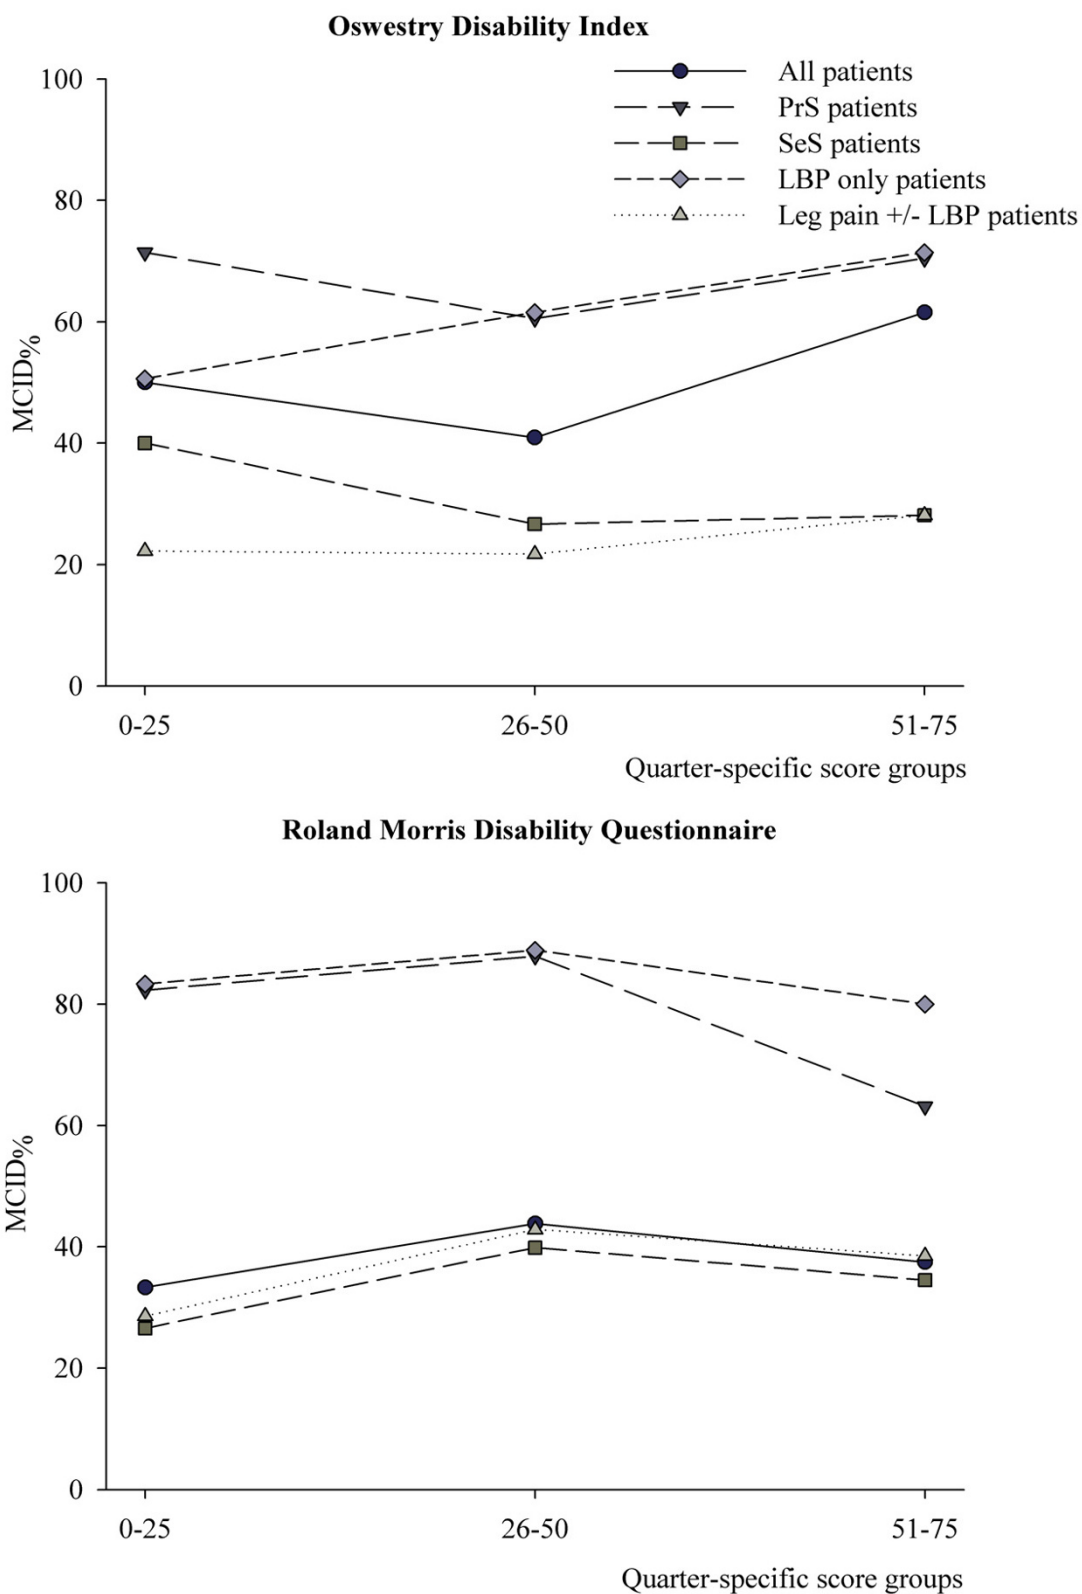 Oswestry Disability Index
All patients
PrS patients
SeS patients
LBP only patients
Leg pain +/- LBP patients
100
80
60
40
20
0
MCID%
0-25 26-50 51-75
Quarter-specific score groups
Roland Morris Disability Questionnaire
100
80
60
40
20
0
MCID%
0-25 26-50 51-75
Quarter-specific score groups